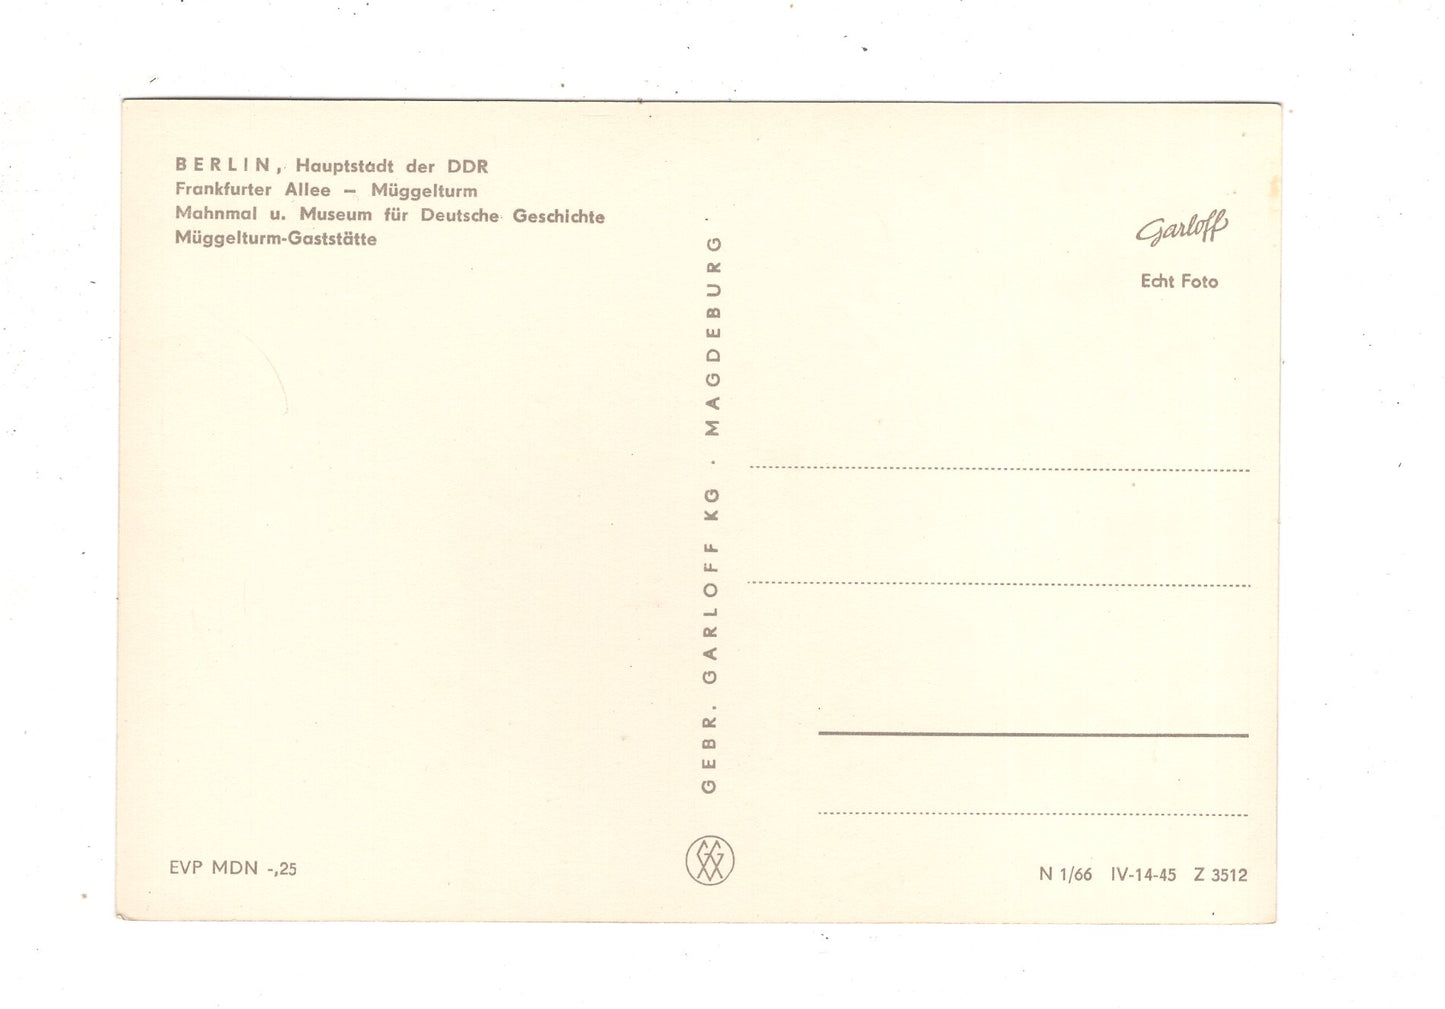 BERLIN, Hauptstadt der DDR
Frankfurter Allee – Müggelturm
Mahnmal u. Museum für Deutsche Geschichte
Müggelturm-Gaststätte
Garloff
Echt Foto
GEBR. GARLOFF KG · MAGDEBURG
EVP MDN -,25
N 1/66 IV-14-45 Z 3512